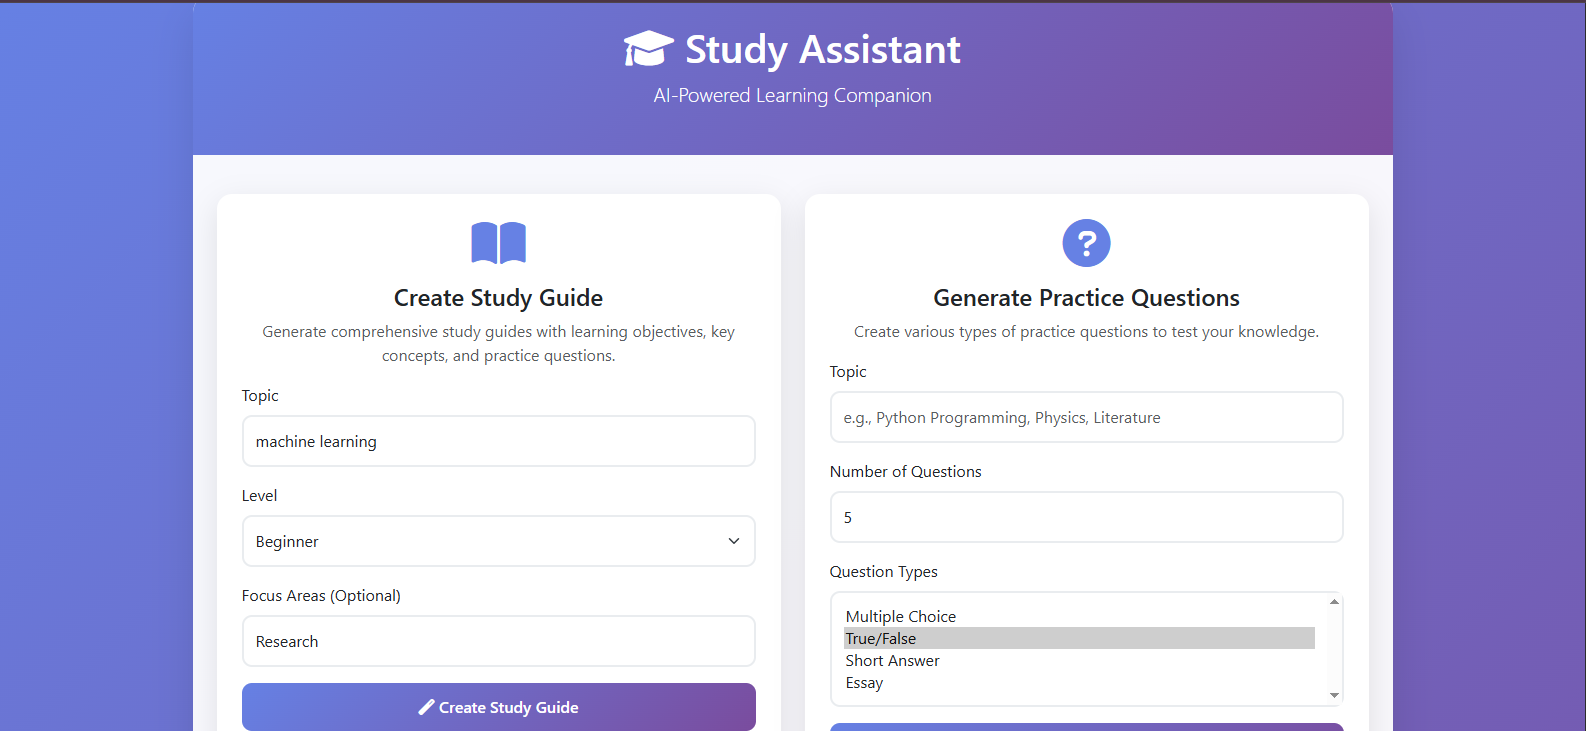 Study Assistant
AI-Powered Learning Companion
Create Study Guide
Generate comprehensive study guides with learning objectives, key
concepts, and practice questions.
Topic
machine learning
Level
Beginner
Focus Areas (Optional)
Research
Create Study Guide
Generate Practice Questions
Create various types of practice questions to test your knowledge.
Topic
e.g., Python Programming, Physics, Literature
Number of Questions
5
Question Types
Multiple Choice
True/False
Short Answer
Essay